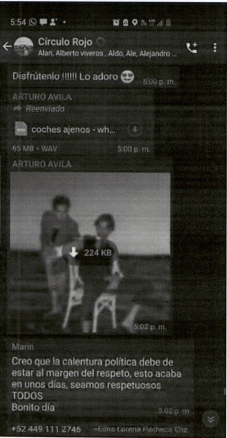 5:54
Círculo Rojo
Alan, Alberto viveros , Aldo, Ale, Alejandro ...
Disfrútenlo !!!!!! Lo adoro
5:00 p. m.
ARTURO AVILA
Reenviado
coches ajenos - wh...
65 MB • WAV
5:00 p. m.
ARTURO AVILA
224 KB
5:02 p. m.
Marin
Creo que la calentura política debe de
estar al margen del respeto, esto acaba
en unos días, seamos respetuosos
TODOS
Bonito día
5:02 p. m.
+52 449 111 2746 ~Edna Lorena Pacheco Chz